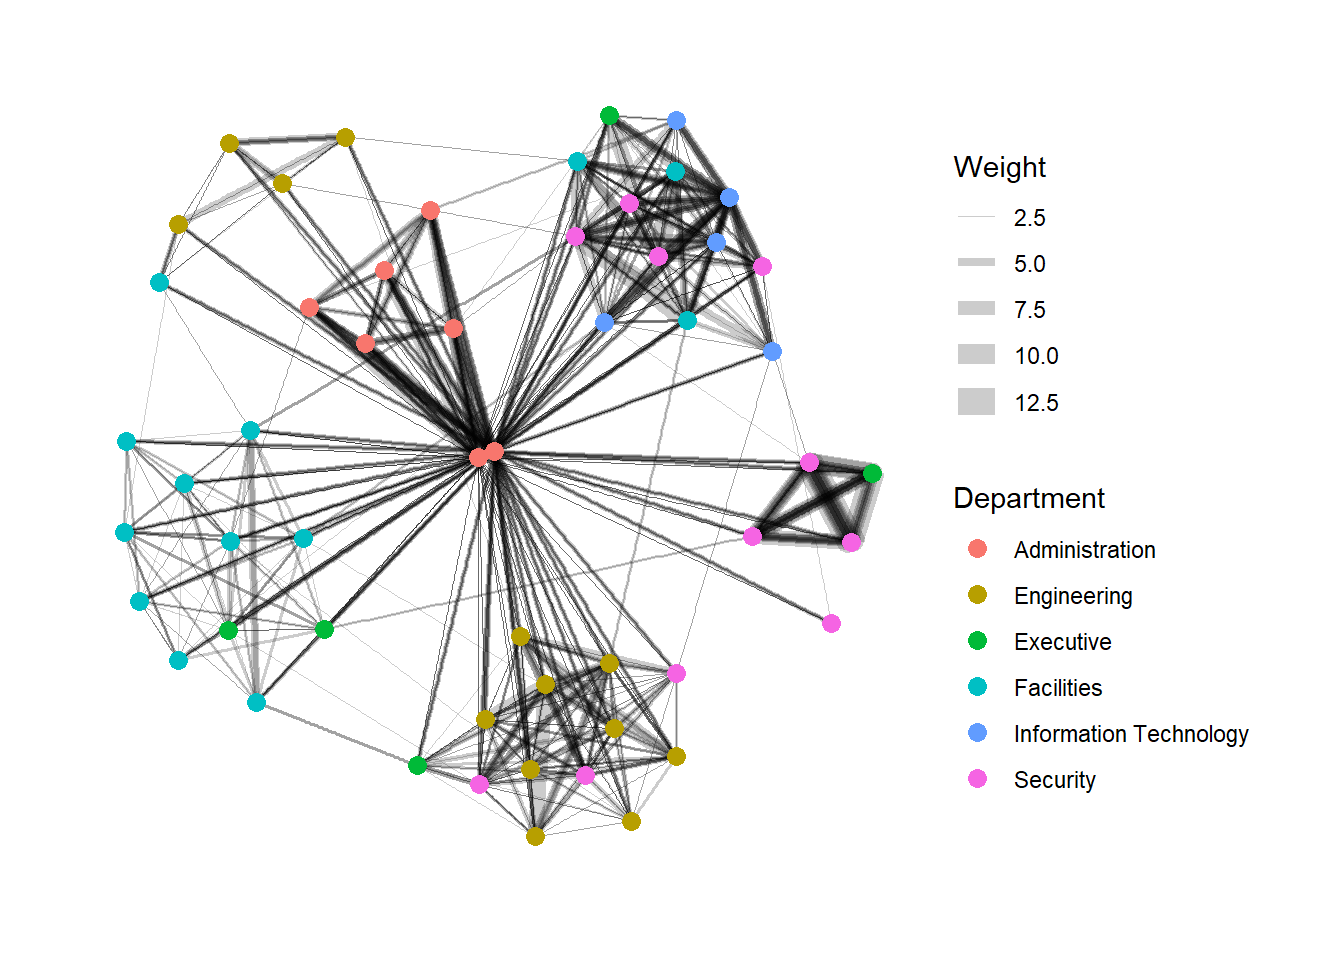 Weight
2.5
5.0
7.5
10.0
12.5
Department
Administration
Engineering
Executive
Facilities
Information Technology
Security